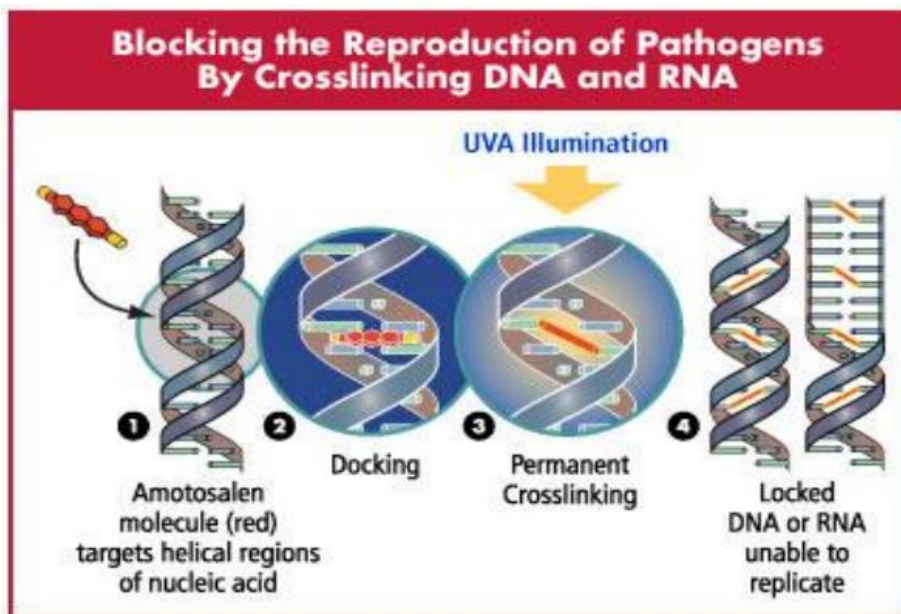 Blocking the Reproduction of Pathogens
By Crosslinking DNA and RNA
UVA Illumination
1
2
3
4
Amotosalen
molecule (red)
targets helical regions
of nucleic acid
Docking
Permanent
Crosslinking
Locked
DNA or RNA
unable to
replicate